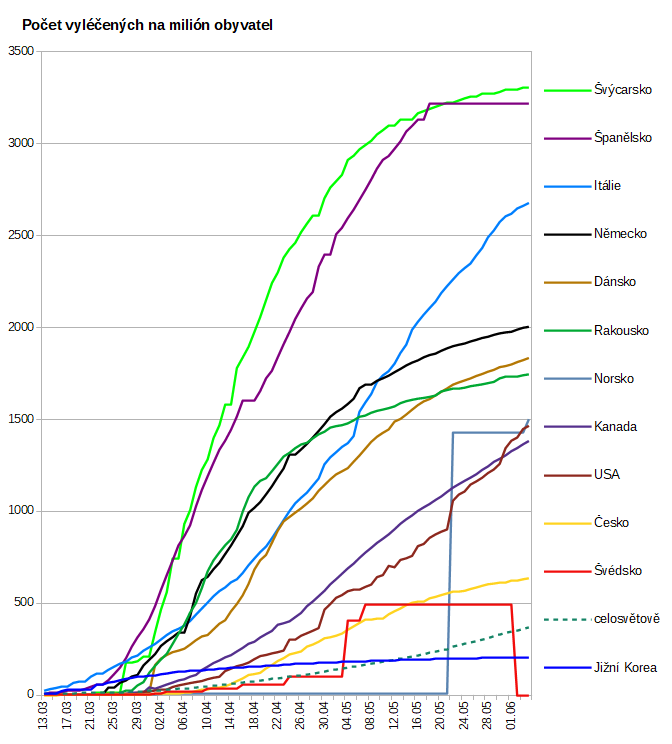 Počet vyléčených na milión obyvatel
3500
3000
2500
2000
1500
1000
500
0
Švýcarsko
Španělsko
Itálie
Německo
Dánsko
Rakousko
Norsko
Kanada
USA
Česko
Švédsko
celosvětově
Jižní Korea
13.03
17.03
21.03
25.03
29.03
02.04
06.04
10.04
14.04
18.04
22.04
26.04
30.04
04.05
08.05
12.05
16.05
20.05
24.05
28.05
01.06